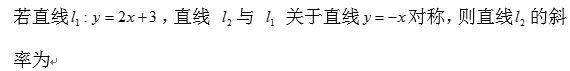 若直线l₁: y = 2x+3，直线 l₂与 l₁ 关于直线y = −x对称，则直线l₂的斜
率为↵